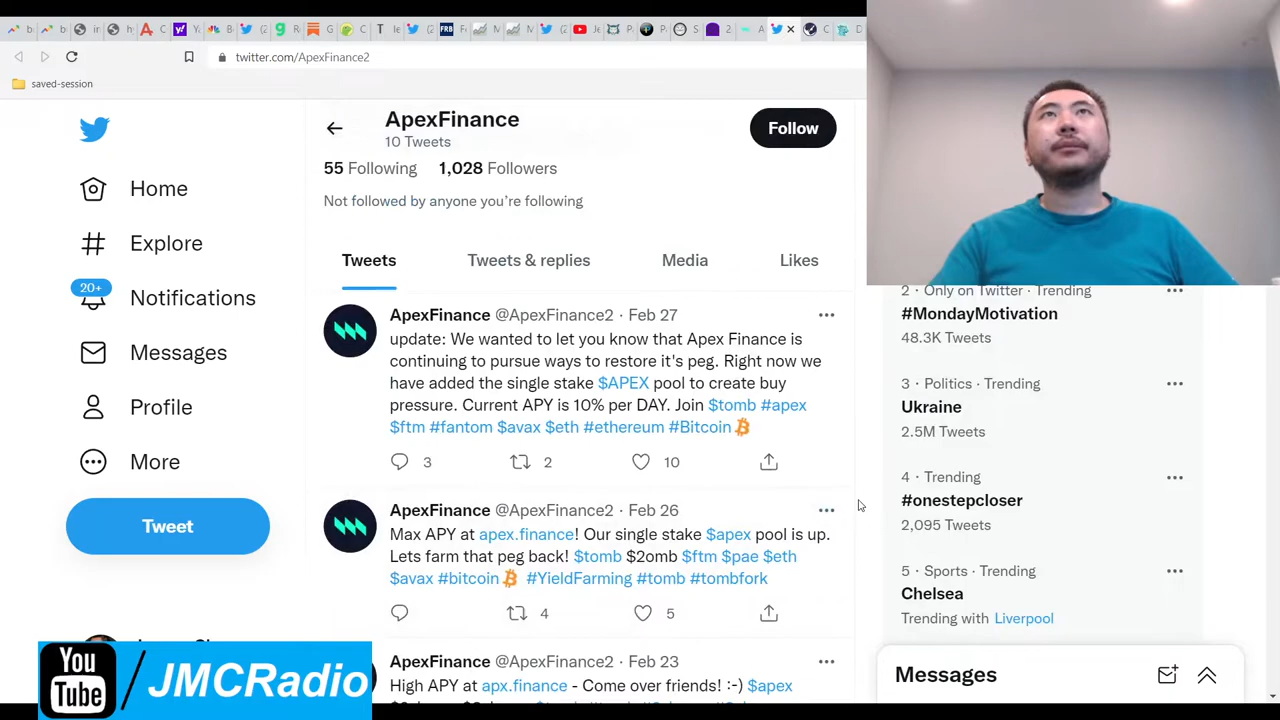 twitter.com/ApexFinance2
saved-session
ApexFinance
10 Tweets
Follow
55 Following 1,028 Followers
Not followed by anyone you're following
Tweets Tweets & replies Media Likes
Home
Explore
20+
Notifications
Messages
Profile
More
Tweet
ApexFinance @ApexFinance2 · Feb 27
update: We wanted to let you know that Apex Finance is
continuing to pursue ways to restore it's peg. Right now we
have added the single stake $APEX pool to create buy
pressure. Current APY is 10% per DAY. Join $tomb #apex
$ftm #fantom $avax $eth #ethereum #Bitcoin
3 2 10
ApexFinance @ApexFinance2 · Feb 26
Max APY at apex.finance! Our single stake $apex pool is up.
Lets farm that peg back! $tomb $2omb $ftm $pae $eth
$avax #bitcoin #YieldFarming #tomb #tombfork
4 5
ApexFinance @ApexFinance2 · Feb 23
High APY at apx.finance - Come over friends! :-) $apex
2 · Only on Twitter · Trending
#MondayMotivation
48.3K Tweets
3 · Politics · Trending
Ukraine
2.5M Tweets
4 · Trending
#onestepcloser
2,095 Tweets
5 · Sports · Trending
Chelsea
Trending with Liverpool
Messages
You
Tube
/JMCRadio